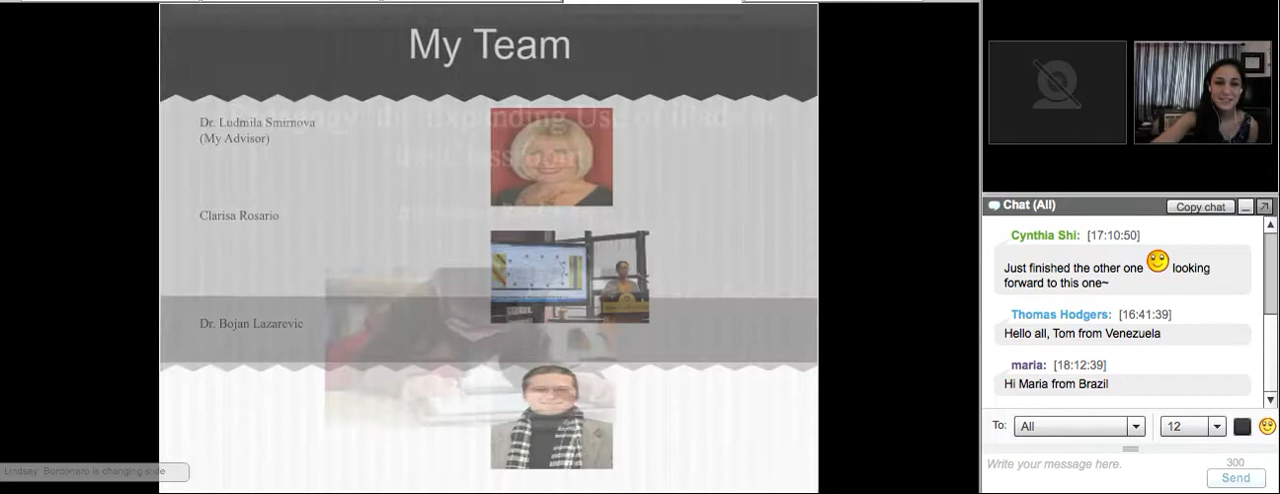 My Team
Dr. Ludmila Smirnova
(My Advisor)
Clarisa Rosario
Dr. Bojan Lazarevic
Lindsay Bordonaro is changing slide
Chat (All)
Copy chat
Cynthia Shi: [17:10:50]
Just finished the other one looking
forward to this one~
Thomas Hodgers: [16:41:39]
Hello all, Tom from Venezuela
maria: [18:12:39]
Hi Maria from Brazil
To: All 12
Write your message here. 300
Send